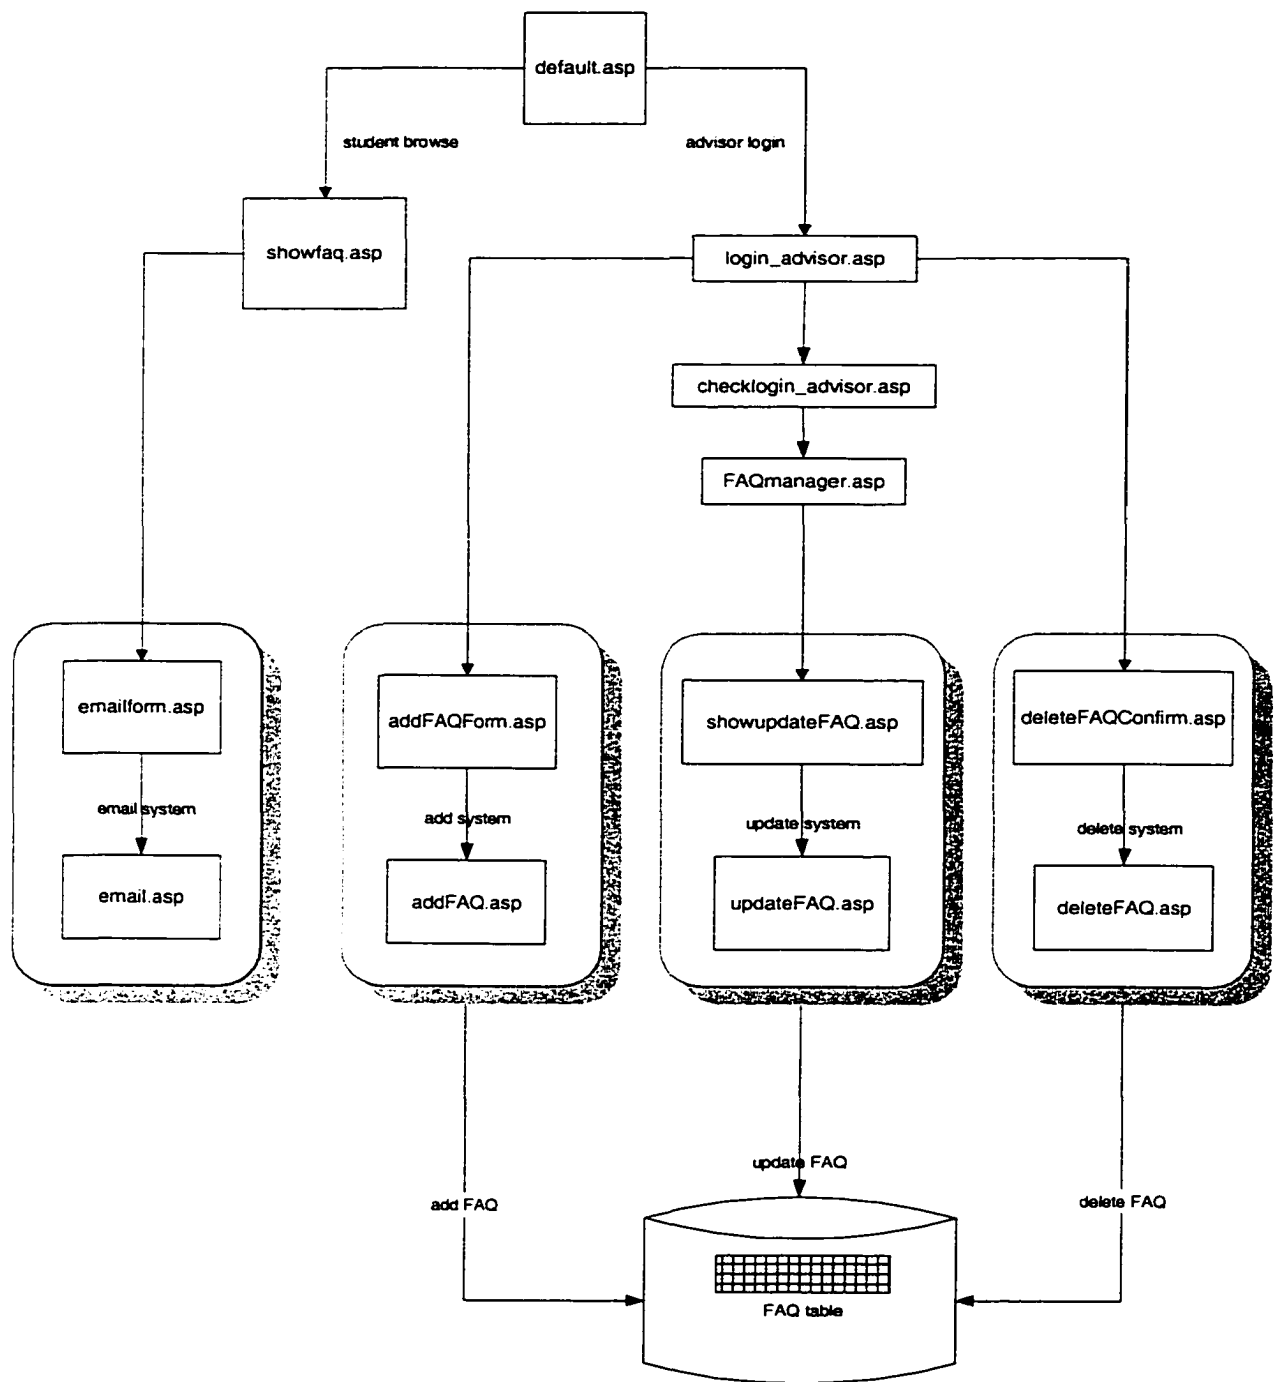 default.asp
student browse
advisor login
showfaq.asp
login_advisor.asp
checklogin_advisor.asp
FAQmanager.asp
emailform.asp
addFAQForm.asp
showupdateFAQ.asp
deleteFAQConfirm.asp
email system
add system
update system
delete system
email.asp
addFAQ.asp
updateFAQ.asp
deleteFAQ.asp
update FAQ
add FAQ
delete FAQ
FAQ table